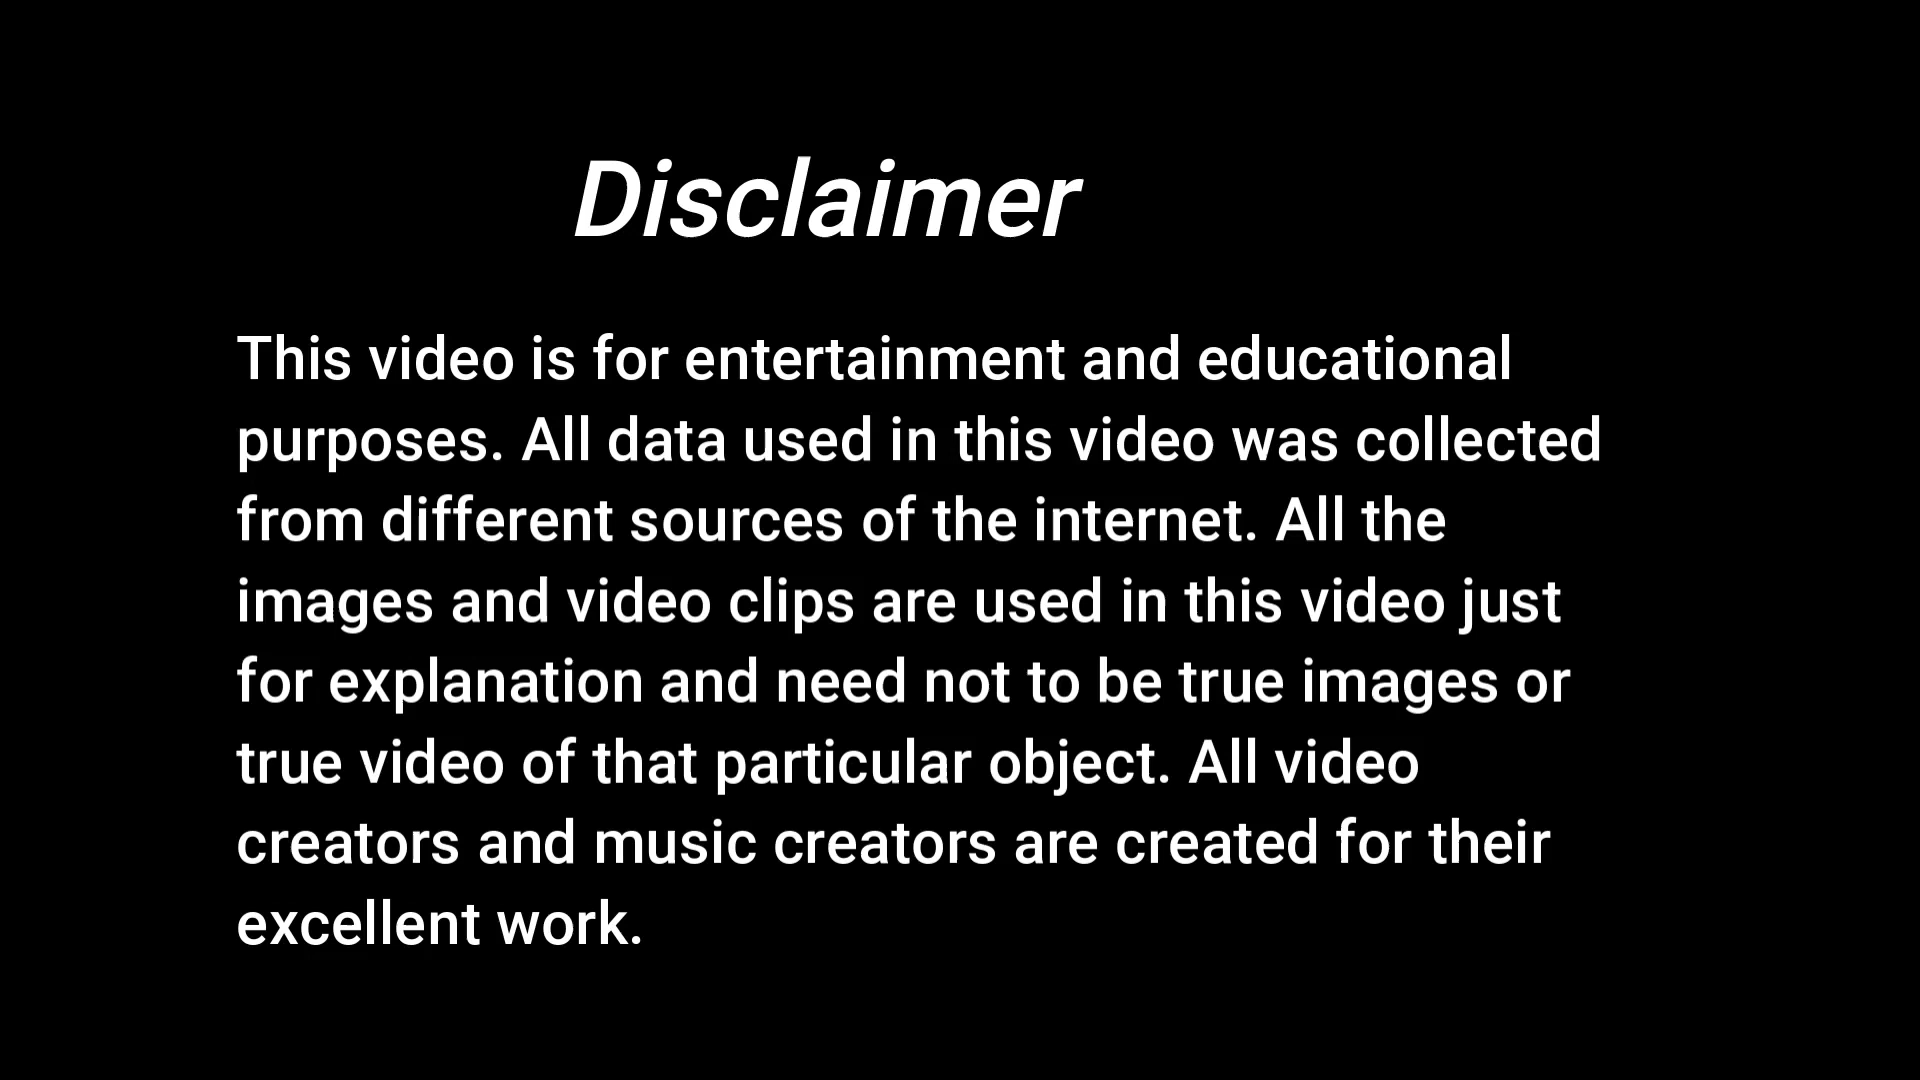 Disclaimer
This video is for entertainment and educational
purposes. All data used in this video was collected
from different sources of the internet. All the
images and video clips are used in this video just
for explanation and need not to be true images or
true video of that particular object. All video
creators and music creators are created for their
excellent work.